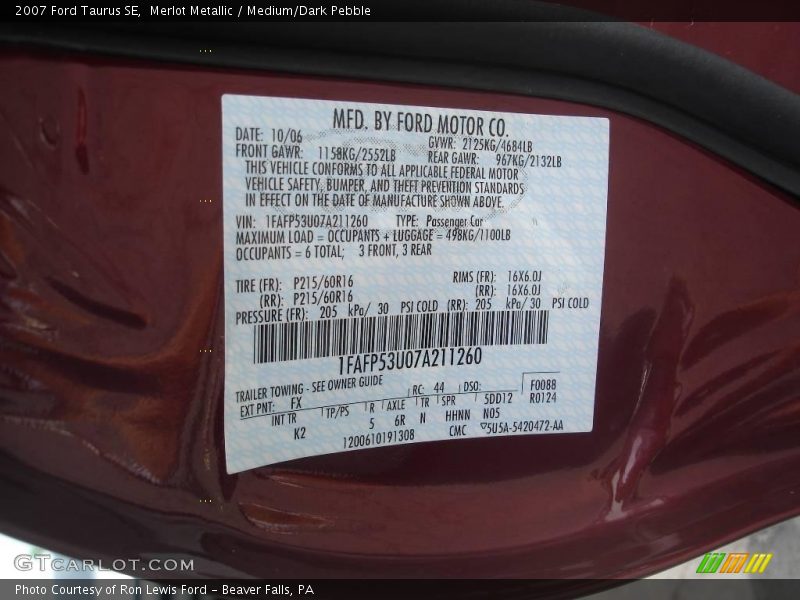 2007 Ford Taurus SE,  Merlot Metallic / Medium/Dark Pebble
MFD. BY FORD MOTOR CO.
DATE: 10/06 GVWR: 2125KG/4684LB
FRONT GAWR: 1158KG/2552LB REAR GAWR: 967KG/2132LB
THIS VEHICLE CONFORMS TO ALL APPLICABLE FEDERAL MOTOR
VEHICLE SAFETY, BUMPER, AND THEFT PREVENTION STANDARDS
IN EFFECT ON THE DATE OF MANUFACTURE SHOWN ABOVE.
VIN: 1FAFP53U07A211260 TYPE: Passenger Car
MAXIMUM LOAD = OCCUPANTS + LUGGAGE = 498KG/1100LB
OCCUPANTS = 6 TOTAL; 3 FRONT, 3 REAR
TIRE (FR): P215/60R16 RIMS (FR): 16X6.0J
(RR): P215/60R16 (RR): 16X6.0J
PRESSURE (FR): 205 kPa/ 30 PSI COLD (RR): 205 kPa/ 30 PSI COLD
1FAFP53U07A211260
TRAILER TOWING - SEE OWNER GUIDE RC: 44 DSO: F0088
EXT PNT: FX R0124
INT TR TP/PS R AXLE TR SPR 5DD12
K2 5 6R N HHNN N05
1200610191308 CMC 5U5A-5420472-AA
GTCARLOT.COM
Photo Courtesy of Ron Lewis Ford - Beaver Falls, PA